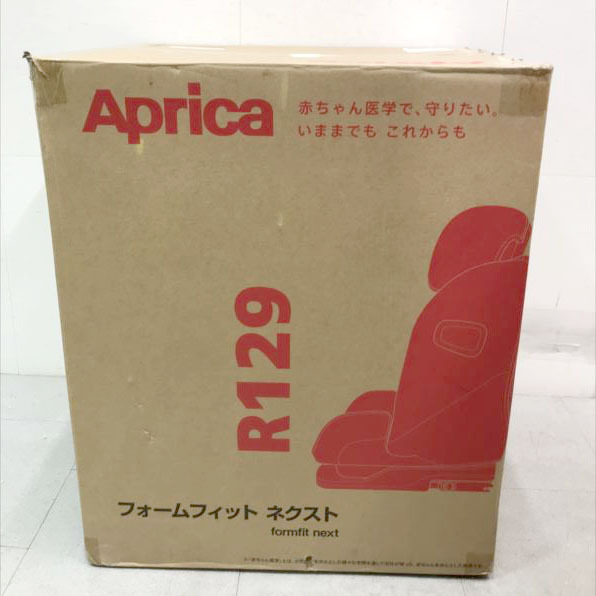 Aprica
赤ちゃん医学で、守りたい。
いままでも これからも
R129
フォームフィット ネクスト
formfit next